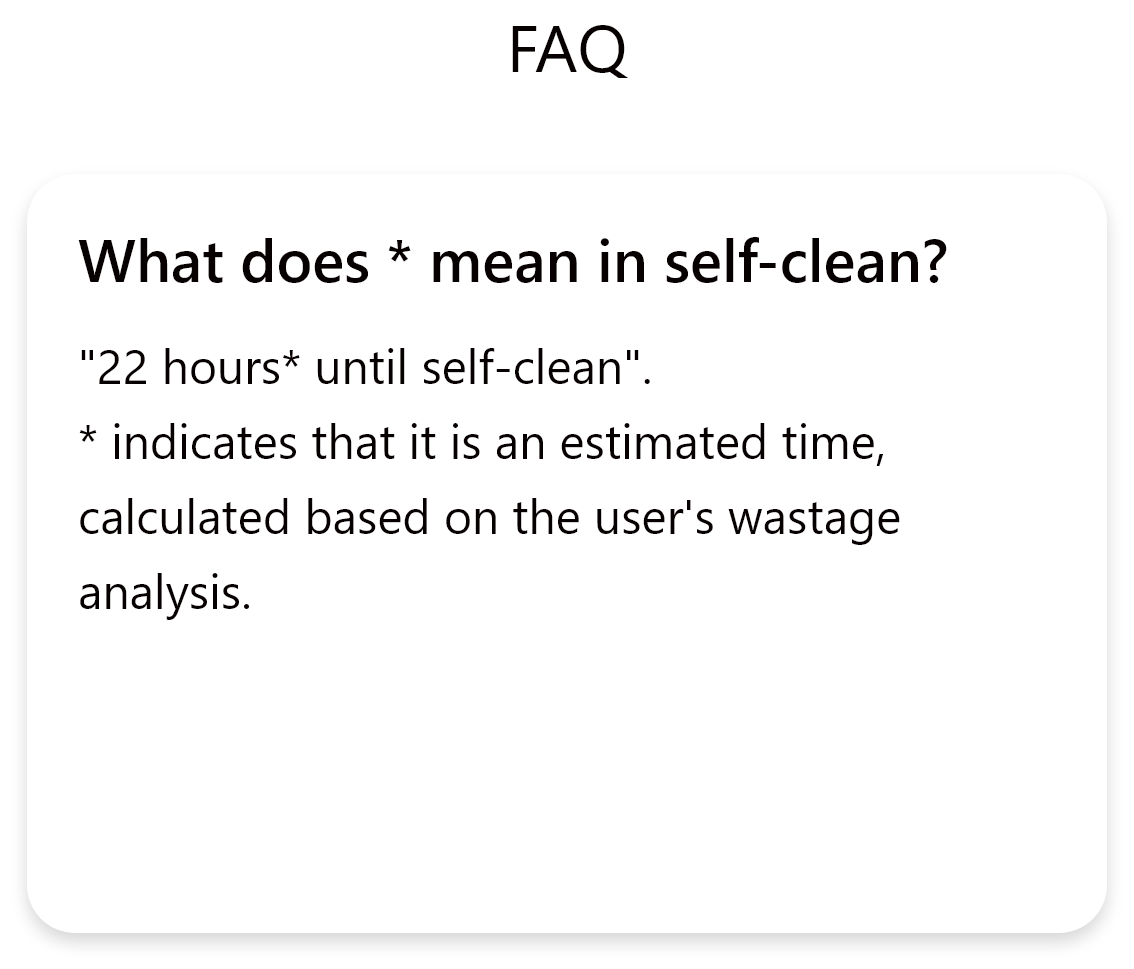 FAQ
What does * mean in self-clean?
"22 hours* until self-clean".
* indicates that it is an estimated time,
calculated based on the user's wastage
analysis.